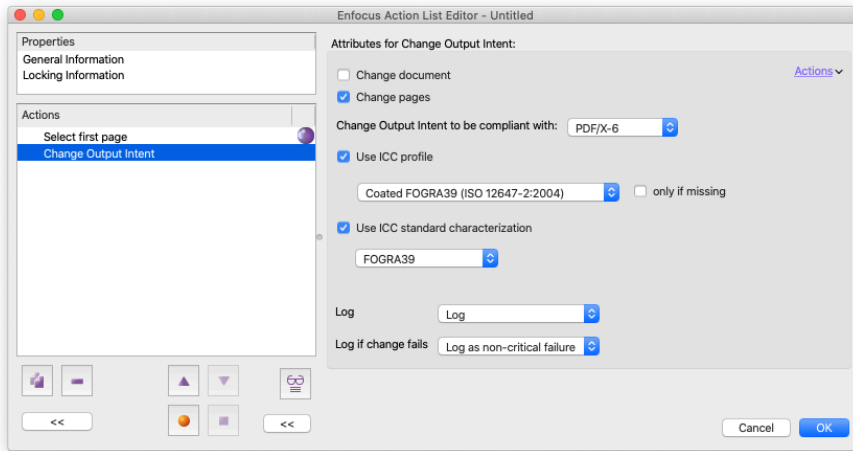 Enfocus Action List Editor - Untitled
Properties
General Information
Locking Information
Actions
Select first page
Change Output Intent
<<
<<
Attributes for Change Output Intent:
Change document
Actions
Change pages
Change Output Intent to be compliant with: PDF/X-6
Use ICC profile
Coated FOGRA39 (ISO 12647-2:2004) only if missing
Use ICC standard characterization
FOGRA39
Log Log
Log if change fails Log as non-critical failure
Cancel OK